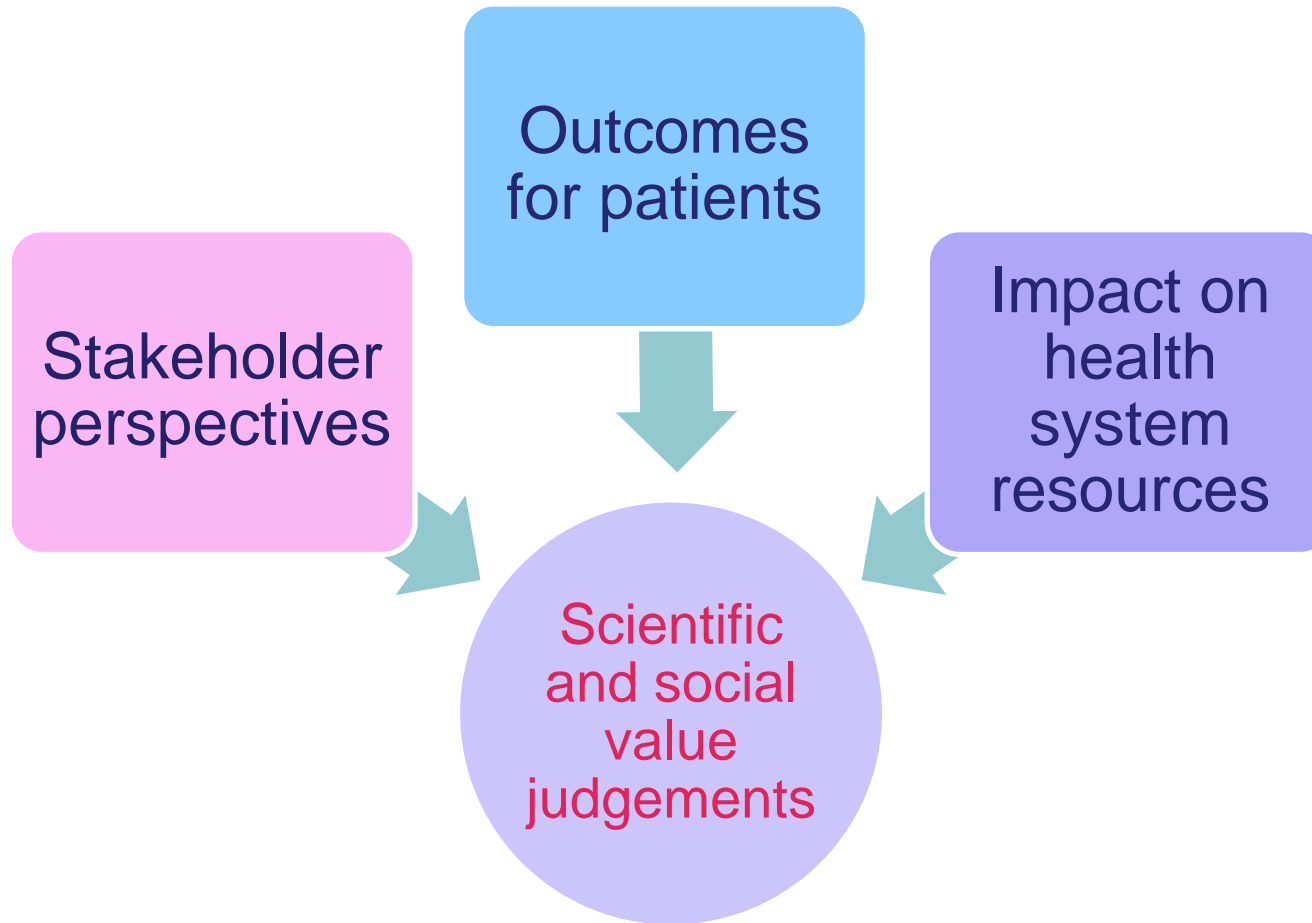 Outcomes
for patients
Stakeholder
perspectives
Impact on
health
system
resources
Scientific
and social
value
judgements